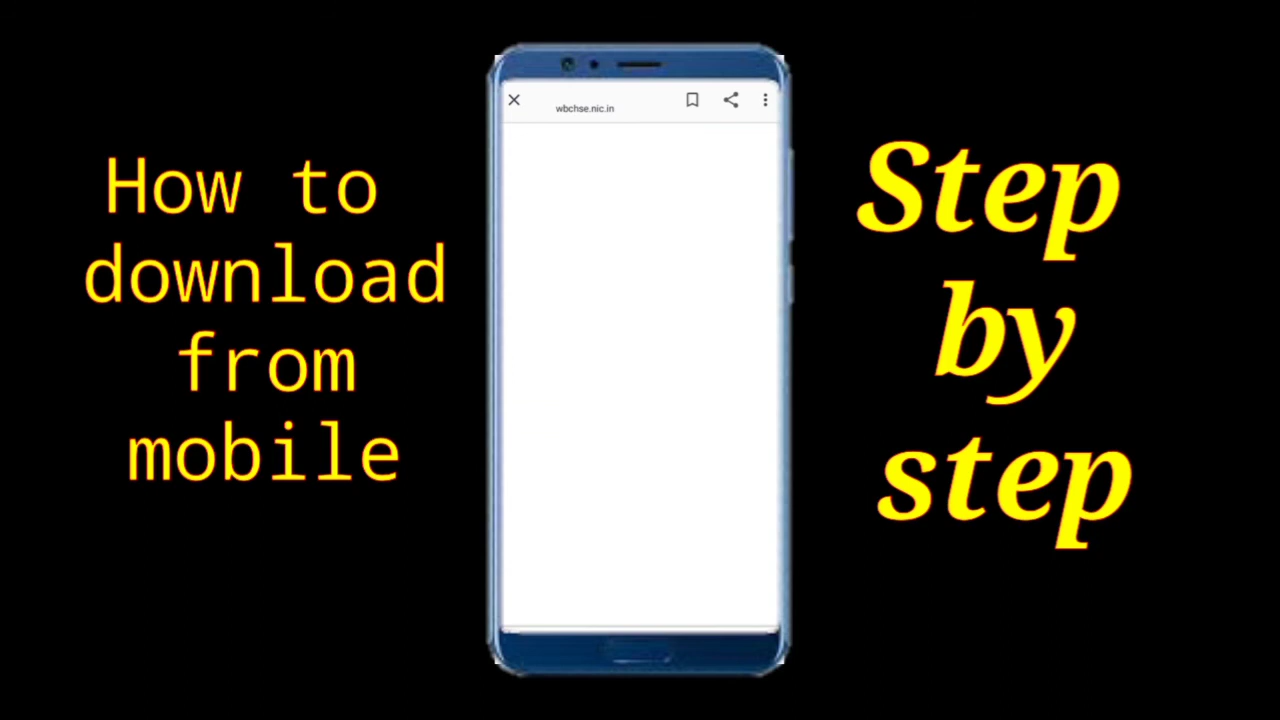 How to
download
from
mobile
wbchse.nic.in
Step
by
step